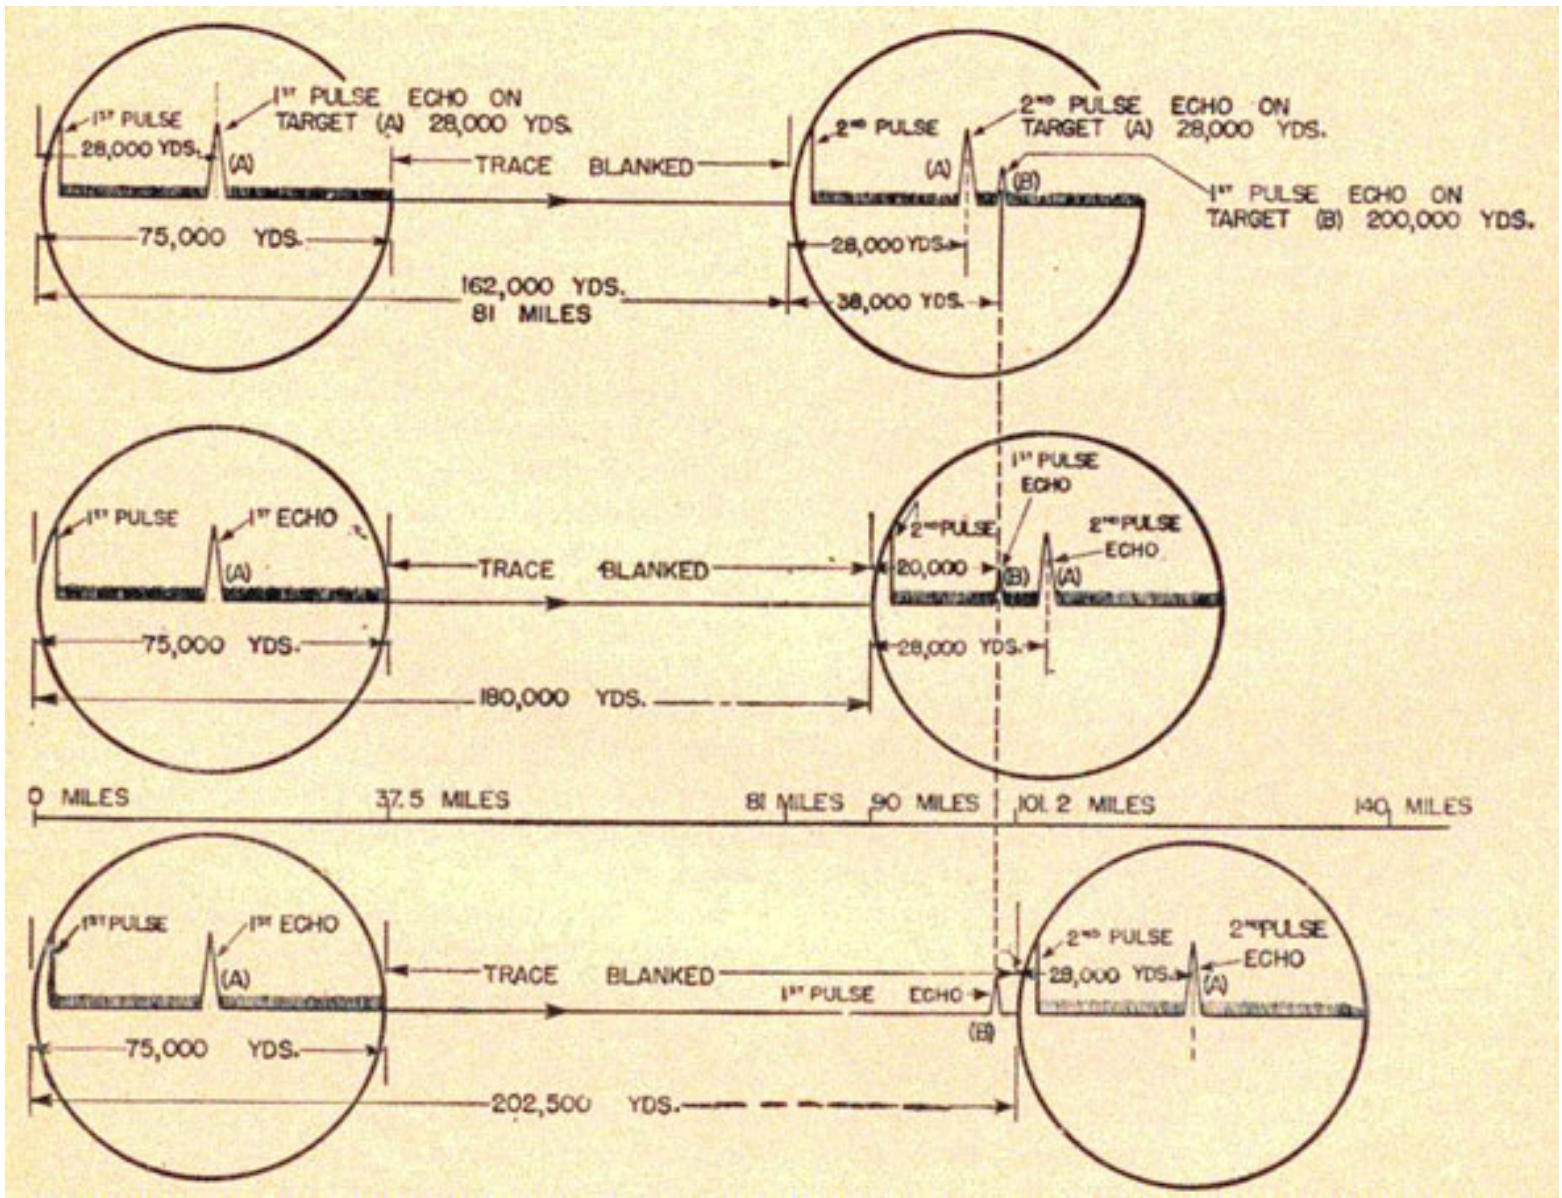 1ST PULSE
28,000 YDS.
(A)
1ST PULSE ECHO ON
TARGET (A) 28,000 YDS.
TRACE BLANKED
75,000 YDS.
162,000 YDS.
81 MILES
2ND PULSE
(A)
2ND PULSE ECHO ON
TARGET (A) 28,000 YDS.
(B)
1ST PULSE ECHO ON
TARGET (B) 200,000 YDS.
28,000 YDS.
38,000 YDS.
1ST PULSE
1ST ECHO
(A)
TRACE BLANKED
75,000 YDS.
180,000 YDS.
1ST PULSE
ECHO
2ND PULSE
2ND PULSE
ECHO
20,000
(B)
(A)
28,000 YDS.
0 MILES
37.5 MILES
81 MILES
90 MILES
101.2 MILES
140 MILES
1ST PULSE
1ST ECHO
(A)
TRACE BLANKED
1ST PULSE ECHO
(B)
75,000 YDS.
202,500 YDS.
2ND PULSE
2ND PULSE
ECHO
28,000 YDS.
(A)